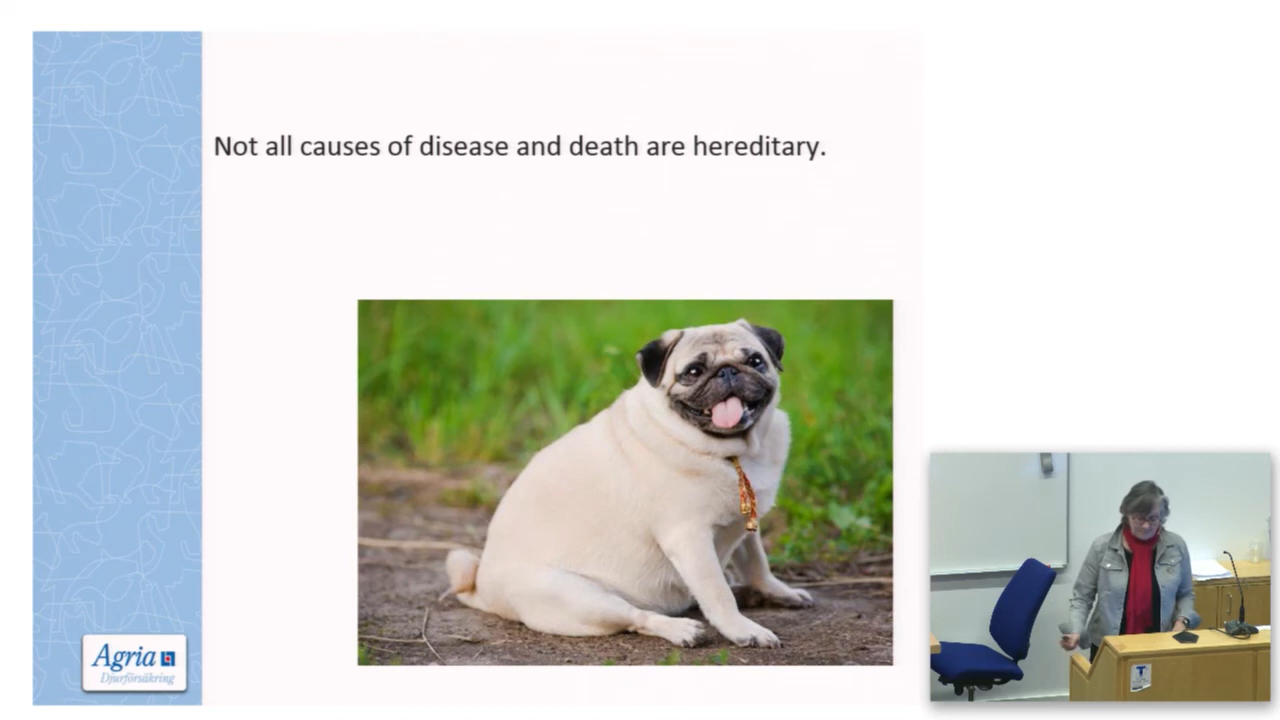 Not all causes of disease and death are hereditary.
Agria
Djurförsäkring